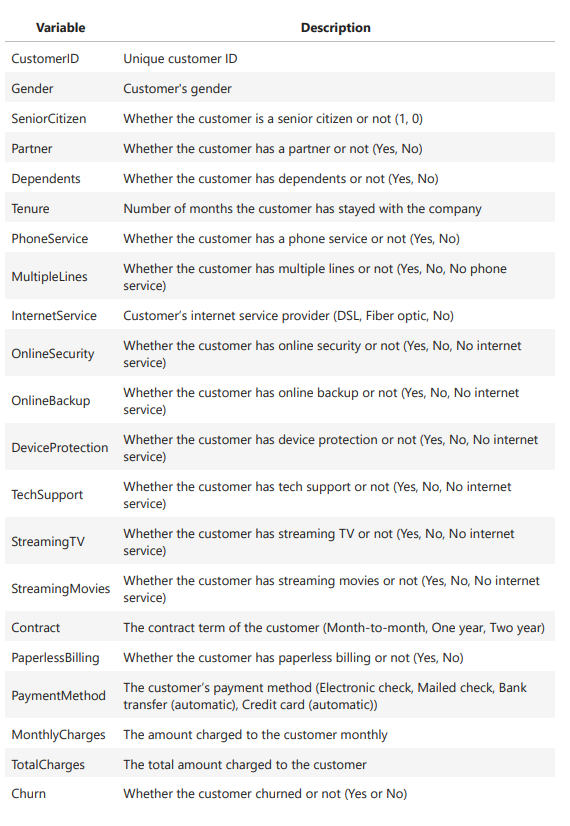 Variable Description
CustomerID Unique customer ID
Gender Customer's gender
SeniorCitizen Whether the customer is a senior citizen or not (1, 0)
Partner Whether the customer has a partner or not (Yes, No)
Dependents Whether the customer has dependents or not (Yes, No)
Tenure Number of months the customer has stayed with the company
PhoneService Whether the customer has a phone service or not (Yes, No)
MultipleLines Whether the customer has multiple lines or not (Yes, No, No phone
service)
InternetService Customer's internet service provider (DSL, Fiber optic, No)
OnlineSecurity Whether the customer has online security or not (Yes, No, No internet
service)
OnlineBackup Whether the customer has online backup or not (Yes, No, No internet
service)
DeviceProtection Whether the customer has device protection or not (Yes, No, No internet
service)
TechSupport Whether the customer has tech support or not (Yes, No, No internet
service)
StreamingTV Whether the customer has streaming TV or not (Yes, No, No internet
service)
StreamingMovies Whether the customer has streaming movies or not (Yes, No, No internet
service)
Contract The contract term of the customer (Month-to-month, One year, Two year)
PaperlessBilling Whether the customer has paperless billing or not (Yes, No)
PaymentMethod The customer's payment method (Electronic check, Mailed check, Bank
transfer (automatic), Credit card (automatic))
MonthlyCharges The amount charged to the customer monthly
TotalCharges The total amount charged to the customer
Churn Whether the customer churned or not (Yes or No)